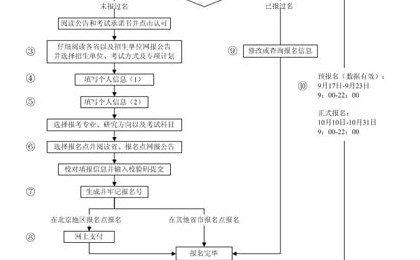 未报过名
已报过名
阅读公告和考试承诺书并点击认可
③
仔细阅读各省以及招生单位网报公告
并选择招生单位、考试方式及专项计划
⑨
修改或查询报名信息
④
填写个人信息（1）
⑤
填写个人信息（2）
⑩
预报名（数据有效）：
9月17日-9月23日
9：00-22：00
正式报名：
10月10日-10月31日
9：00-22：00
选择报考专业、研究方向以及考试科目
⑥
选择报名点并阅读省、报名点网报公告
校对填报信息并输入校验码提交
⑦
生成并牢记报名号
在北京地区报名点报名
在其他省市报名点报名
⑧
网上支付
报名完毕